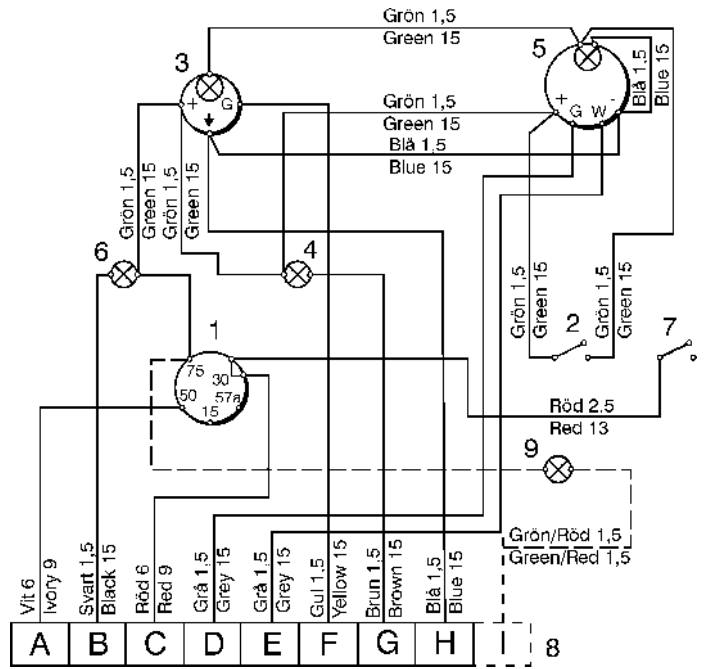 Grön 1,5
Green 15
3
5
+
G
Grön 1,5
Green 15
Blå 1,5
Blue 15
+
G
W
-
Blå 1,5
Blue 15
Grön 1,5
Green 15
Grön 1,5
Green 15
6
4
Grön 1,5
Green 15
2
Grön 1,5
Green 15
7
1
75
30
50
57a
15
Röd 2.5
Red 13
9
Grön/Röd 1,5
Green/Red 1,5
Vit 6
Ivory 9
Svart 1,5
Black 15
Röd 6
Red 9
Grå 1,5
Grey 15
Grå 1,5
Grey 15
Gul 1.5
Yellow 15
Brun 1,5
Brown 15
Blå 1,5
Blue 15
A B C D E F G H I
8